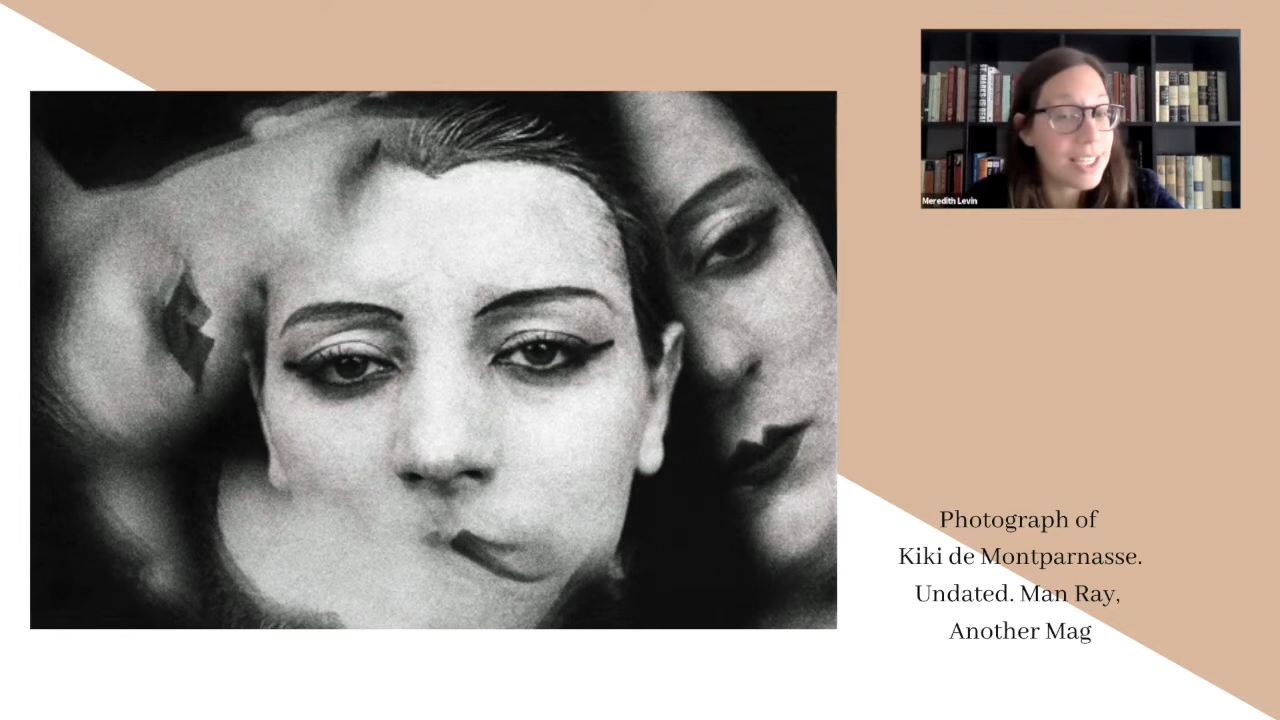 Meredith Levin
Photograph of
Kiki de Montparnasse.
Undated. Man Ray,
Another Mag